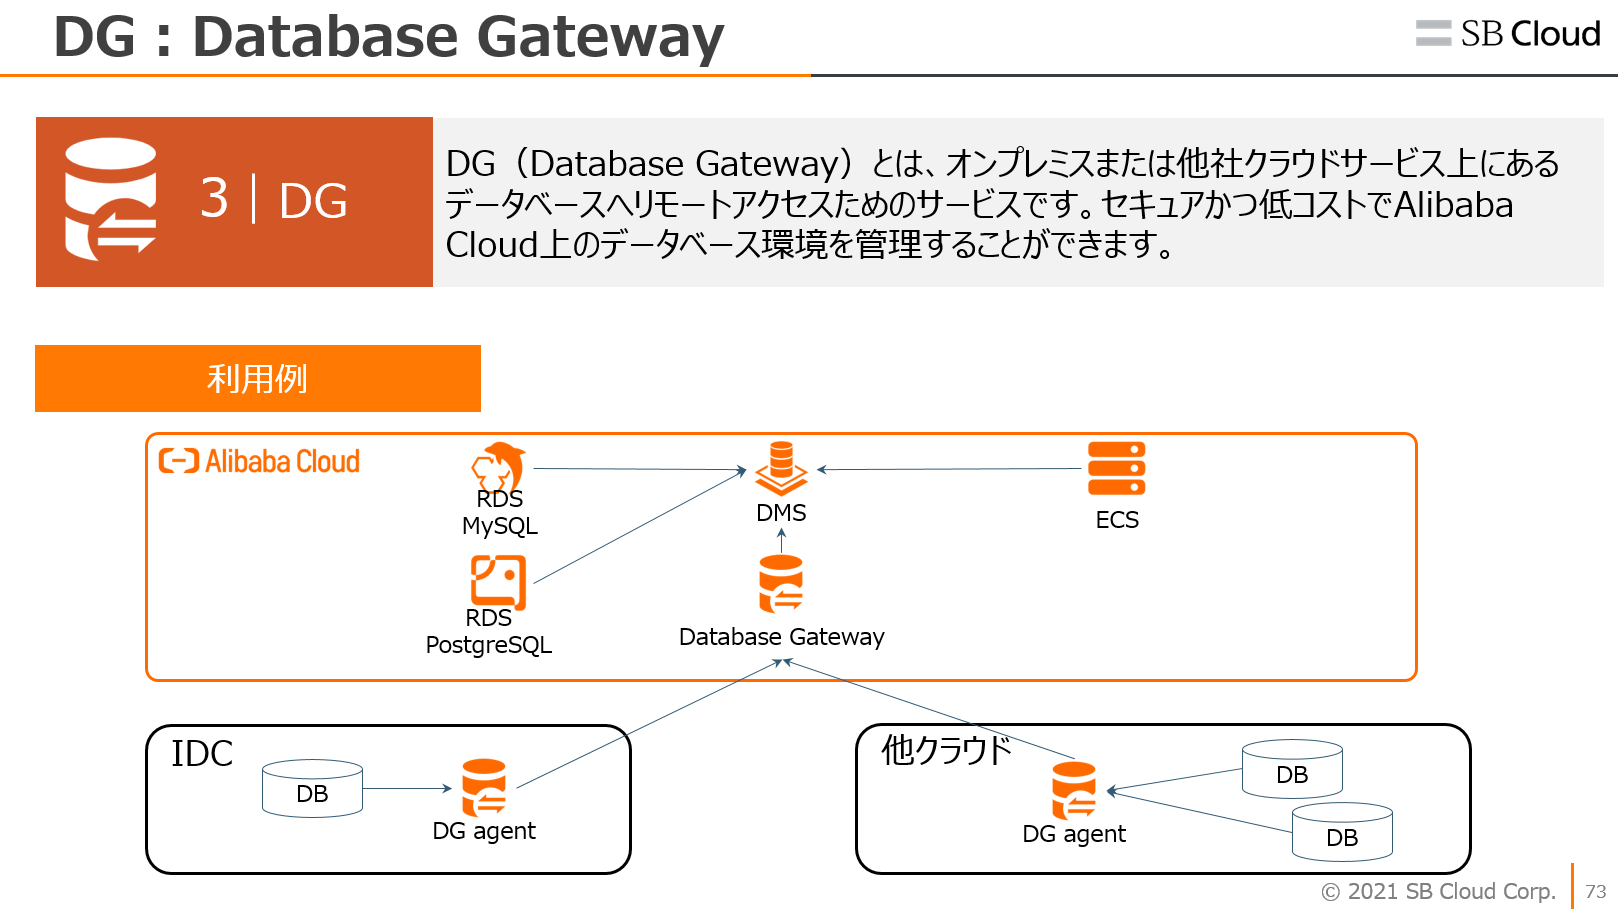 DG：Database Gateway
SB Cloud
3｜DG
DG（Database Gateway）とは、オンプレミスまたは他社クラウドサービス上にある
データベースへリモートアクセスためのサービスです。セキュアかつ低コストでAlibaba
Cloud上のデータベース環境を管理することができます。
利用例
Alibaba Cloud
RDS
MySQL
DMS
ECS
RDS
PostgreSQL
Database Gateway
IDC
DB
DG agent
他クラウド
DG agent
DB
DB
© 2021 SB Cloud Corp.
73